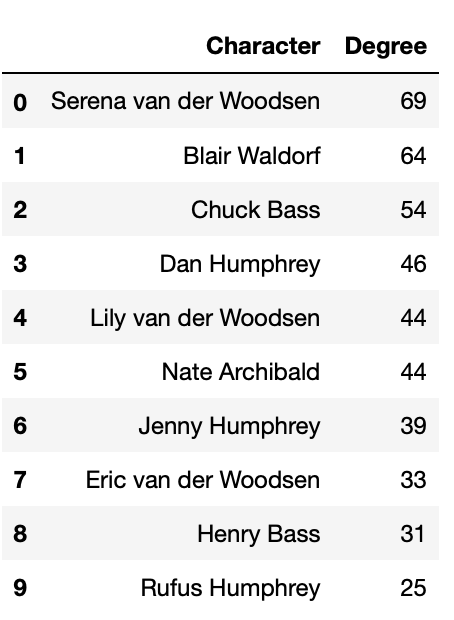 Character Degree
0 Serena van der Woodsen 69
1 Blair Waldorf 64
2 Chuck Bass 54
3 Dan Humphrey 46
4 Lily van der Woodsen 44
5 Nate Archibald 44
6 Jenny Humphrey 39
7 Eric van der Woodsen 33
8 Henry Bass 31
9 Rufus Humphrey 25